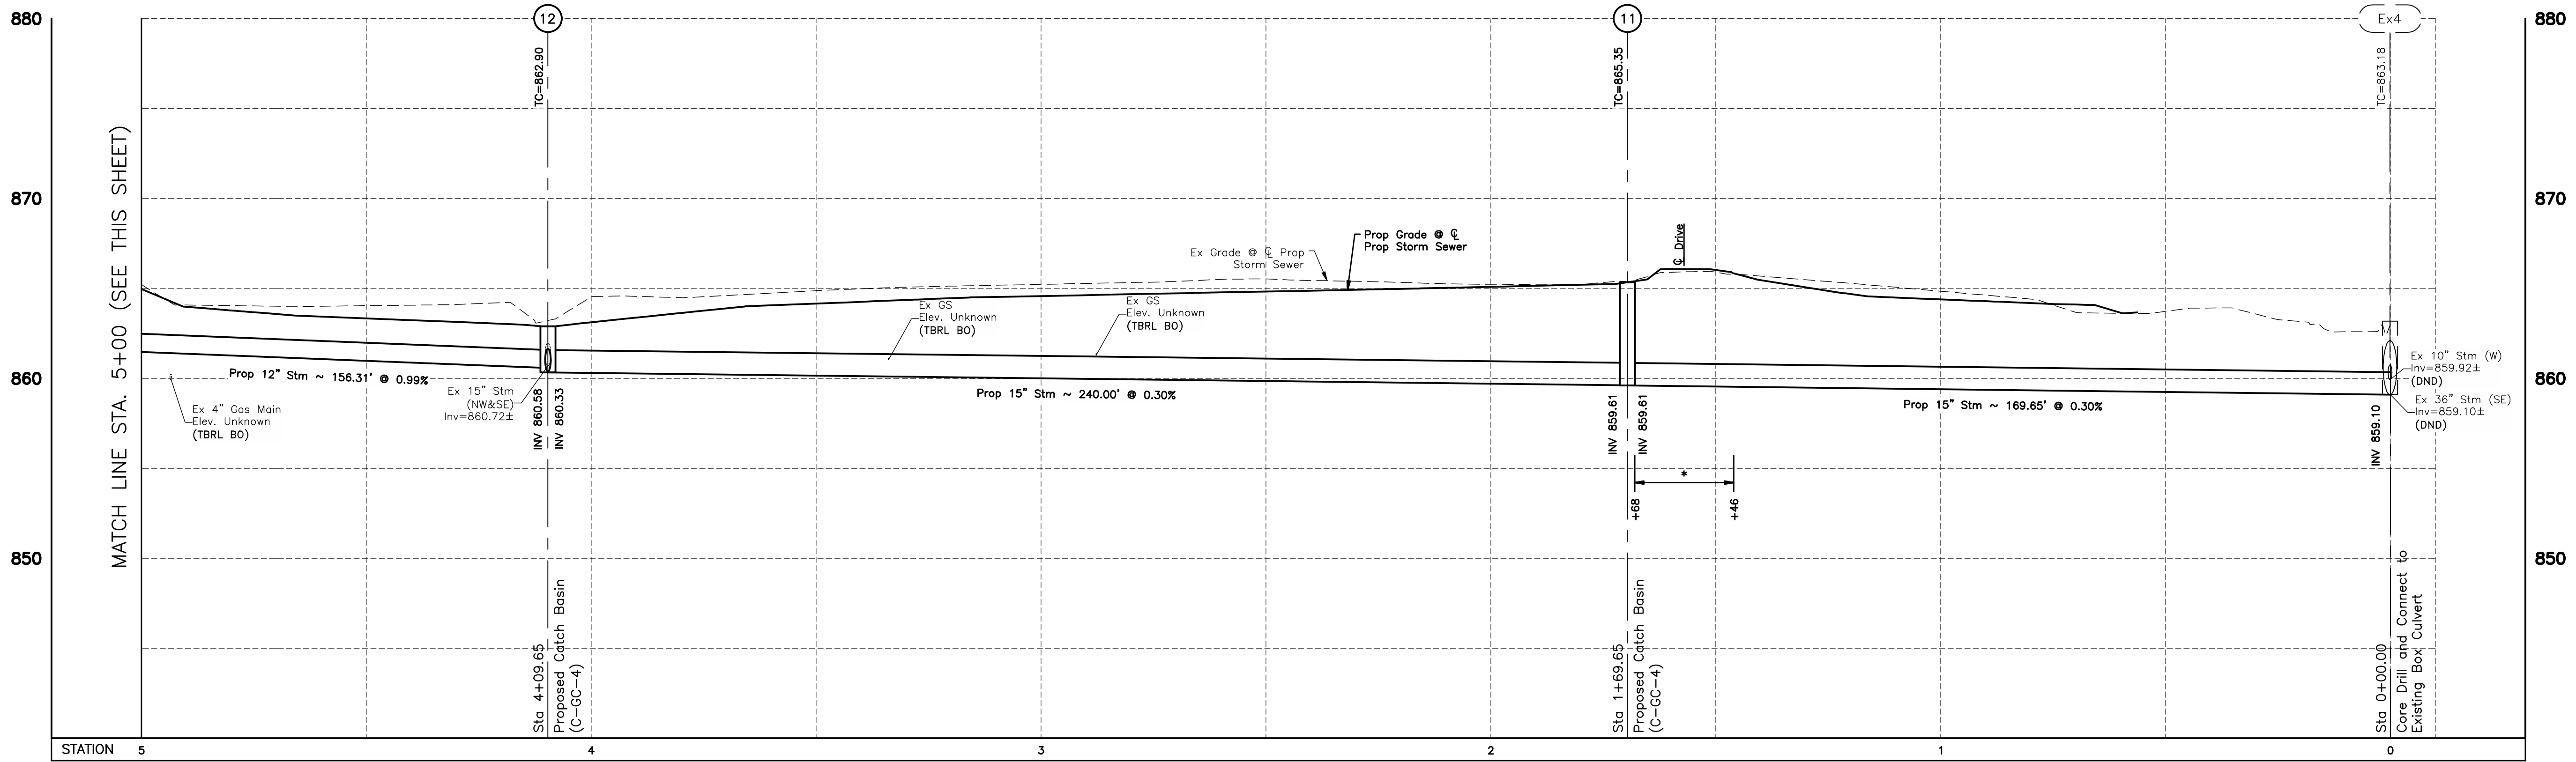 880
12
11
Ex4
880
TC=862.90
TC=865.35
TC=863.18
MATCH LINE STA. 5+00 (SEE THIS SHEET)
870
870
Ex Grade @ ℄ Prop
Storm Sewer
Prop Grade @ ℄
Prop Storm Sewer
℄ Drive
Ex GS
Elev. Unknown
(TBRL BO)
Ex GS
Elev. Unknown
(TBRL BO)
860
860
Prop 12" Stm ~ 156.31' @ 0.99%
Ex 4" Gas Main
Elev. Unknown
(TBRL BO)
Ex 15" Stm
(NW&SE)
Inv=860.72±
INV 860.58
INV 860.33
Prop 15" Stm ~ 240.00' @ 0.30%
INV 859.61
INV 859.61
Prop 15" Stm ~ 169.65' @ 0.30%
INV 859.10
Ex 10" Stm (W)
Inv=859.92±
(DND)
Ex 36" Stm (SE)
Inv=859.10±
(DND)
*
+68
+46
850
850
Sta 4+09.65
Proposed Catch Basin
(C-GC-4)
Sta 1+69.65
Proposed Catch Basin
(C-GC-4)
Sta 0+00.00
Core Drill and Connect to
Existing Box Culvert
STATION 5 4 3 2 1 0